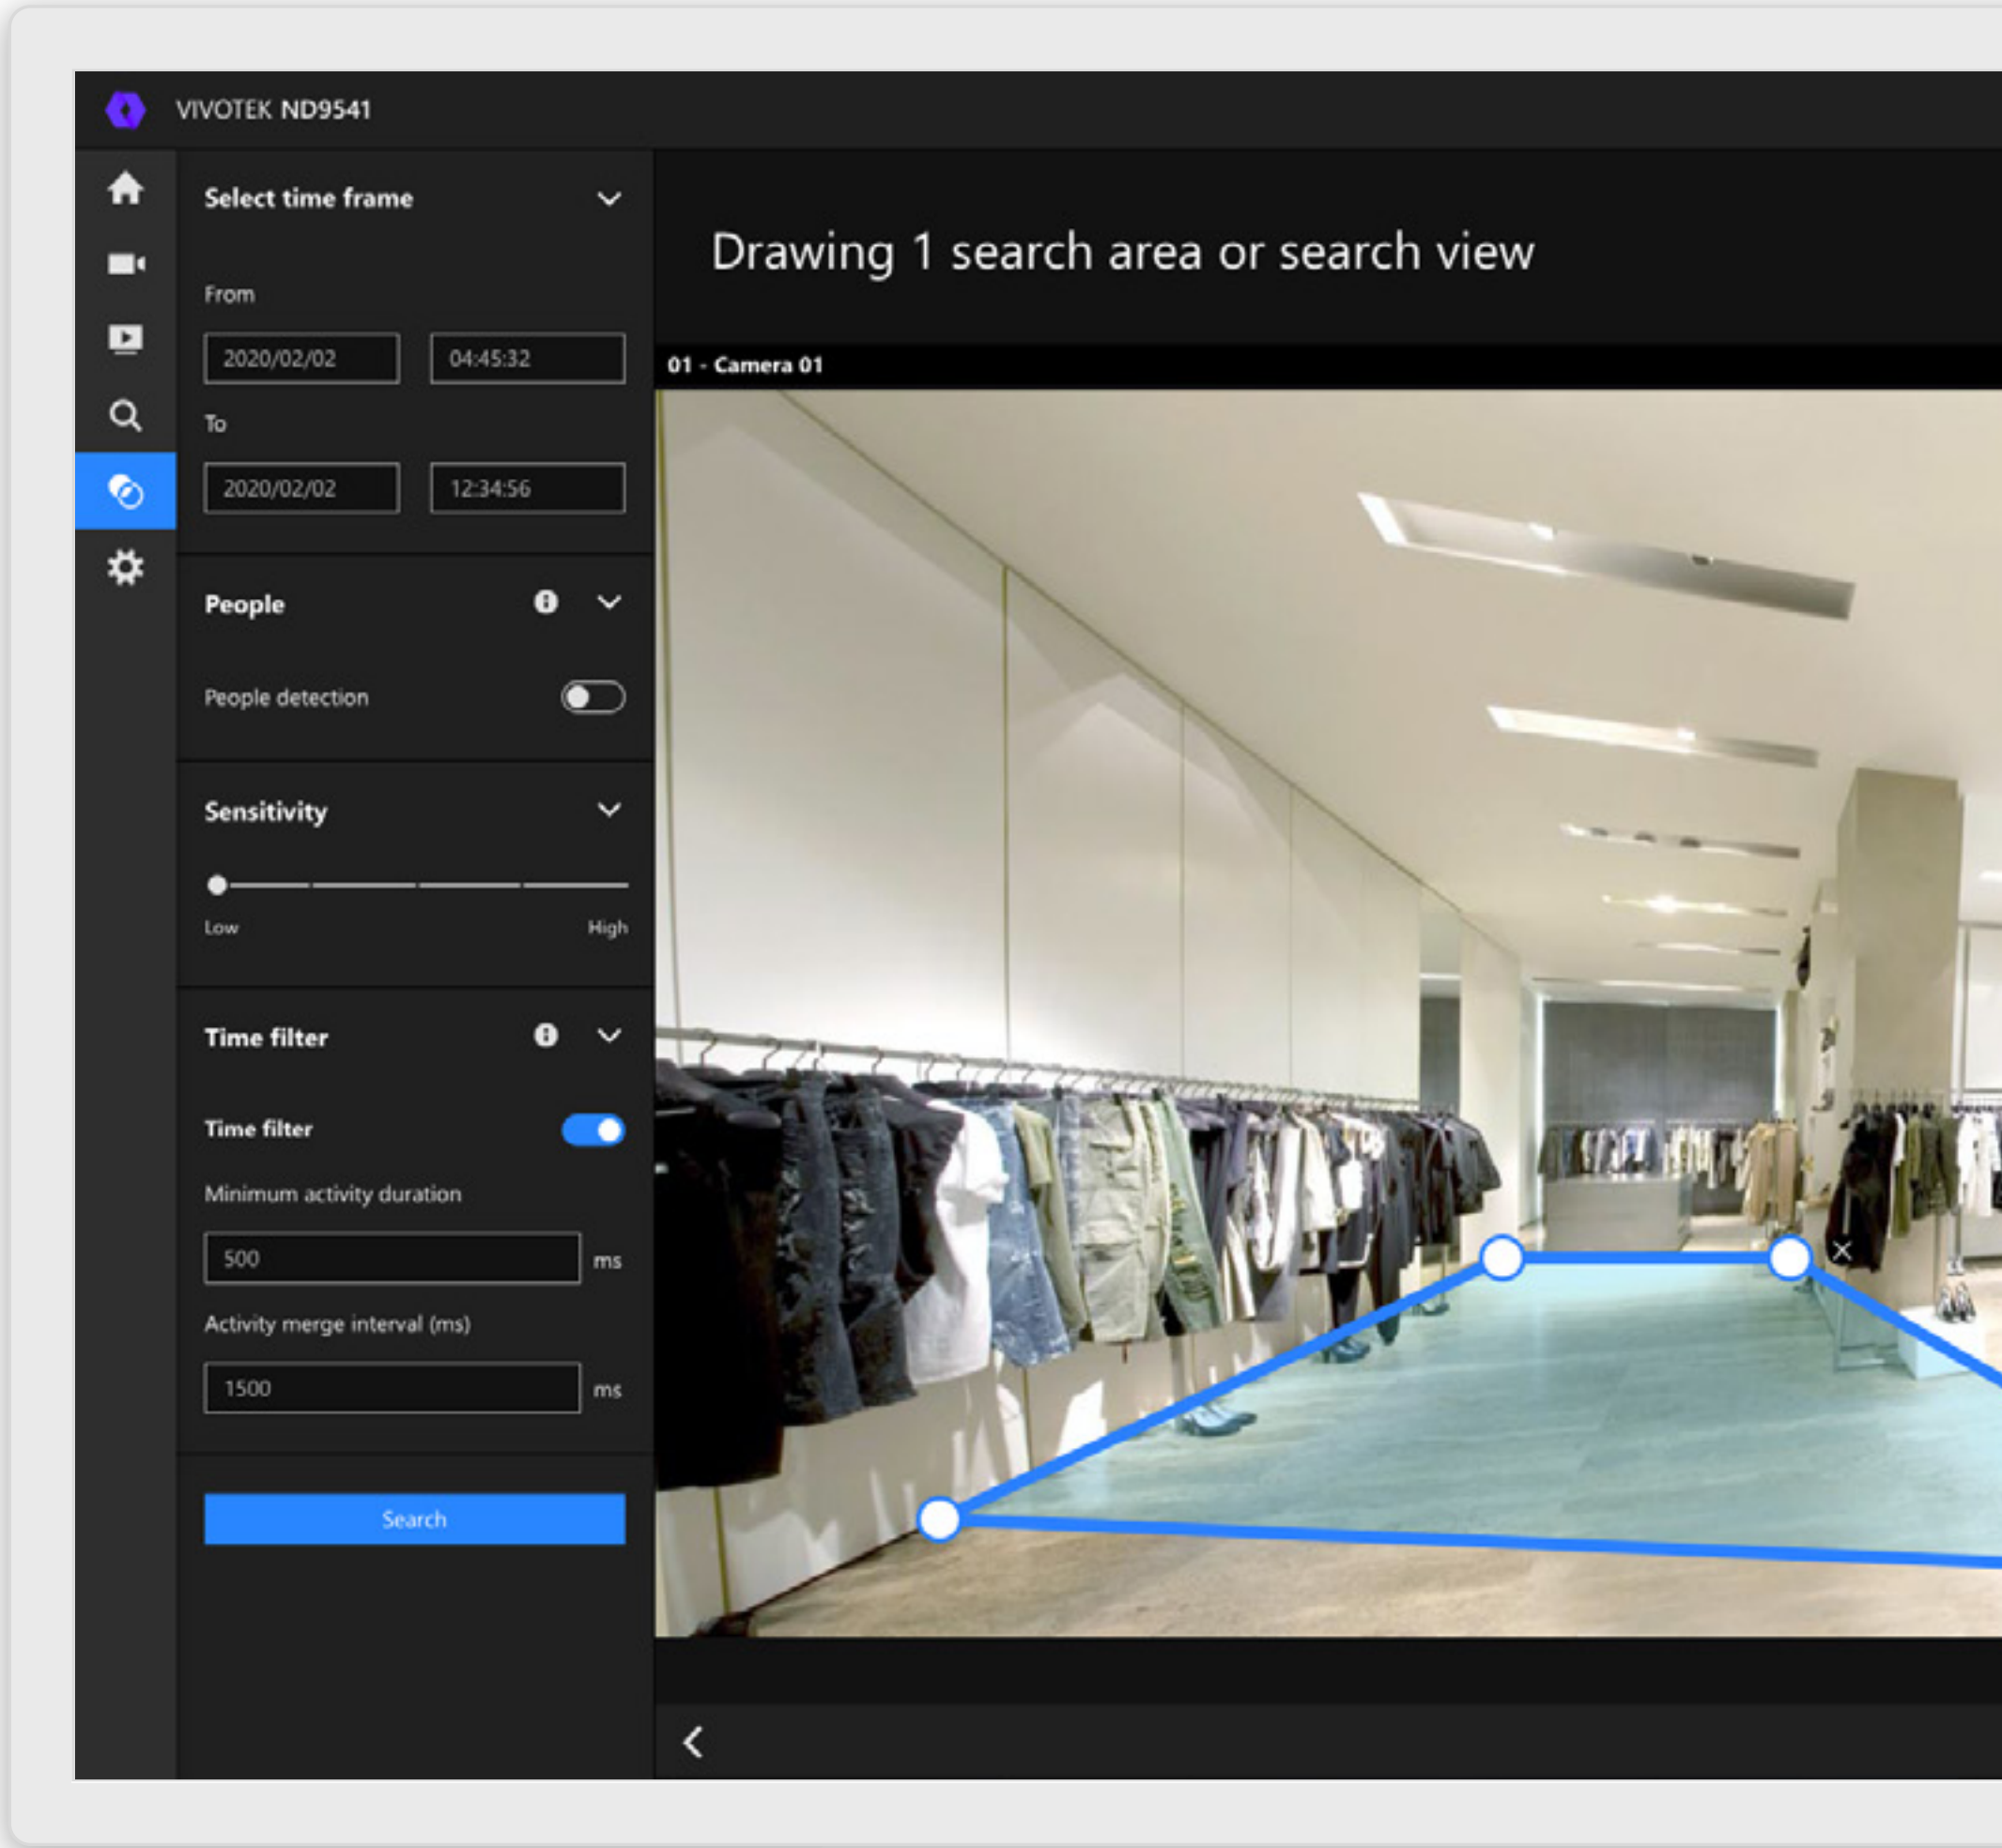 VIVOTEK ND9541
Select time frame
From
2020/02/02 04:45:32
To
2020/02/02 12:34:56
People
People detection
Sensitivity
Low High
Time filter
Time filter
Minimum activity duration
500 ms
Activity merge interval (ms)
1500 ms
Search
Drawing 1 search area or search view
01 - Camera 01